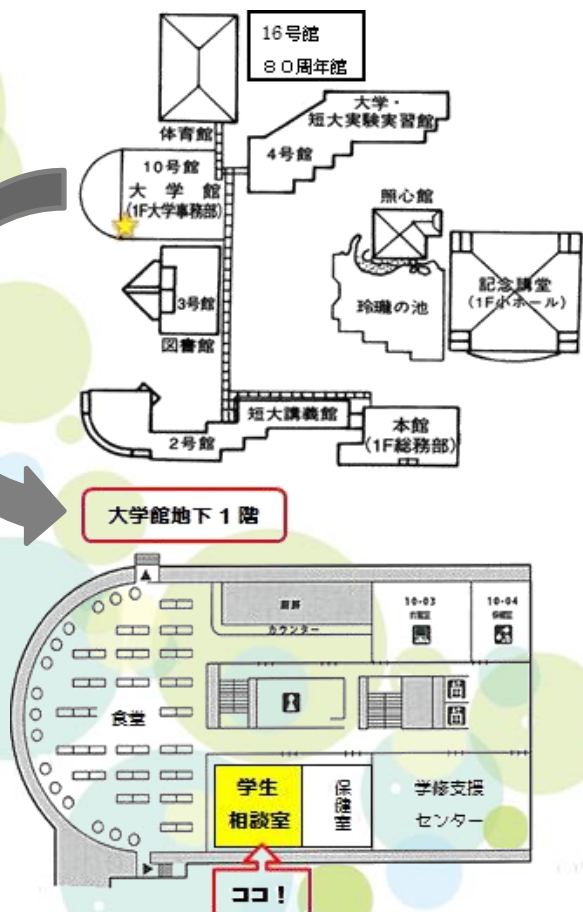 16号館
８０周年館
体育館
大学・
短大実験実習館
4号館
10号館
大学館
(1F大学事務部)
照心館
3号館
図書館
玲瓏の池
記念講堂
(1F小ホール)
短大講義館
2号館
本館
(1F総務部)
大学館地下1階
厨房
カウンター
10-03
10-04
食堂
学生
相談室
保健室
学修支援
センター
ココ！